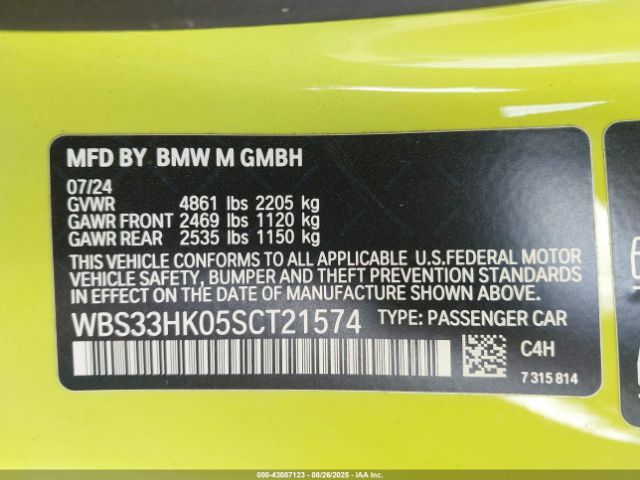 MFD BY BMW M GMBH
07/24
GVWR 4861 lbs 2205 kg
GAWR FRONT 2469 lbs 1120 kg
GAWR REAR 2535 lbs 1150 kg
THIS VEHICLE CONFORMS TO ALL APPLICABLE U.S.FEDERAL MOTOR
VEHICLE SAFETY, BUMPER AND THEFT PREVENTION STANDARDS
IN EFFECT ON THE DATE OF MANUFACTURE SHOWN ABOVE.
WBS33HK05SCT21574 TYPE: PASSENGER CAR
C4H
7 315 814
000-43087123 - 08/26/2025 - IAA, Inc.